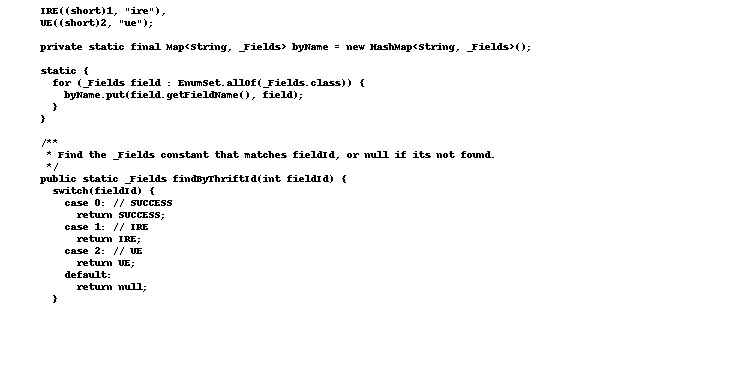 IRE((short)1, "ire"),
UE((short)2, "ue");

private static final Map<String, _Fields> byName = new HashMap<String, _Fields>();

static {
  for (_Fields field : EnumSet.allOf(_Fields.class)) {
    byName.put(field.getFieldName(), field);
  }
}

/**
 * Find the _Fields constant that matches fieldId, or null if its not found.
 */
public static _Fields findByThriftId(int fieldId) {
  switch(fieldId) {
    case 0: // SUCCESS
      return SUCCESS;
    case 1: // IRE
      return IRE;
    case 2: // UE
      return UE;
    default:
      return null;
  }